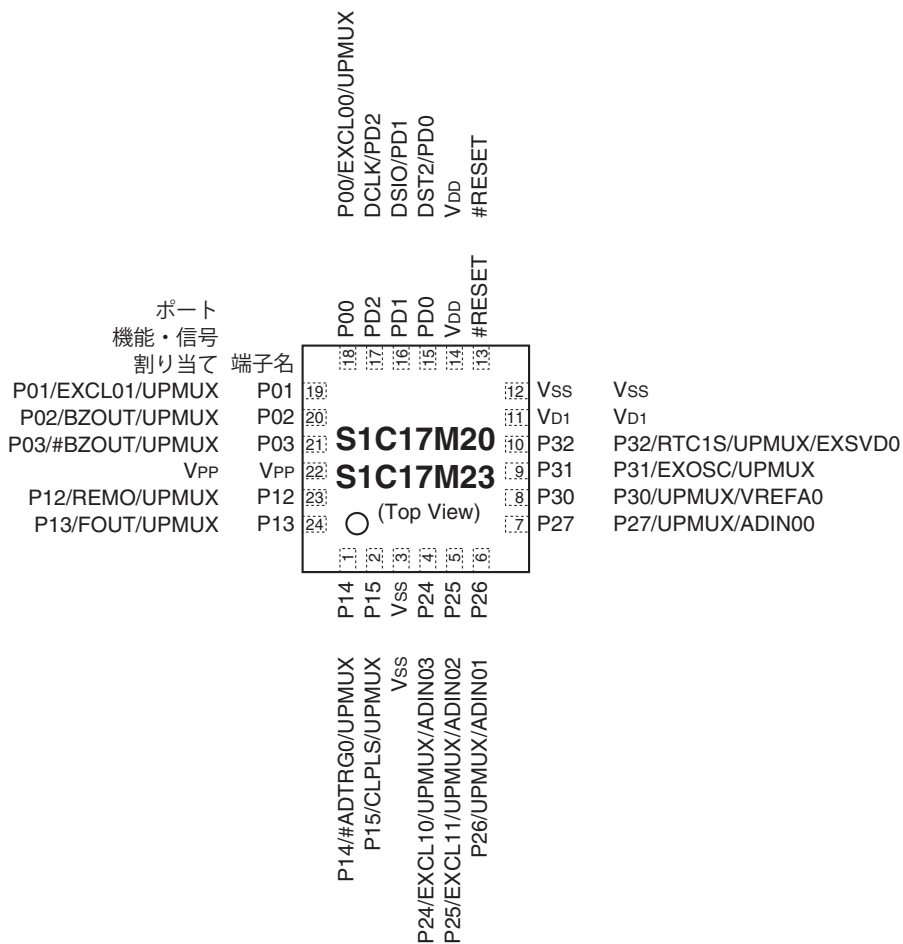 P00/EXCL00/UPMUX
DCLK/PD2
DSIO/PD1
DST2/PD0
VDD
#RESET
P00
PD2
PD1
PD0
VDD
#RESET
18
17
16
15
14
13
ポート
機能・信号
割り当て 端子名
P01/EXCL01/UPMUX P01 19
P02/BZOUT/UPMUX P02 20
P03/#BZOUT/UPMUX P03 21
VPP VPP 22
P12/REMO/UPMUX P12 23
P13/FOUT/UPMUX P13 24
S1C17M20
S1C17M23
(Top View)
12 VSS VSS
11 VD1 VD1
10 P32 P32/RTC1S/UPMUX/EXSVD0
9 P31 P31/EXOSC/UPMUX
8 P30 P30/UPMUX/VREFA0
7 P27 P27/UPMUX/ADIN00
1
2
3
4
5
6
P14
P15
VSS
P24
P25
P26
P14/#ADTRG0/UPMUX
P15/CLPLS/UPMUX
VSS
P24/EXCL10/UPMUX/ADIN03
P25/EXCL11/UPMUX/ADIN02
P26/UPMUX/ADIN01